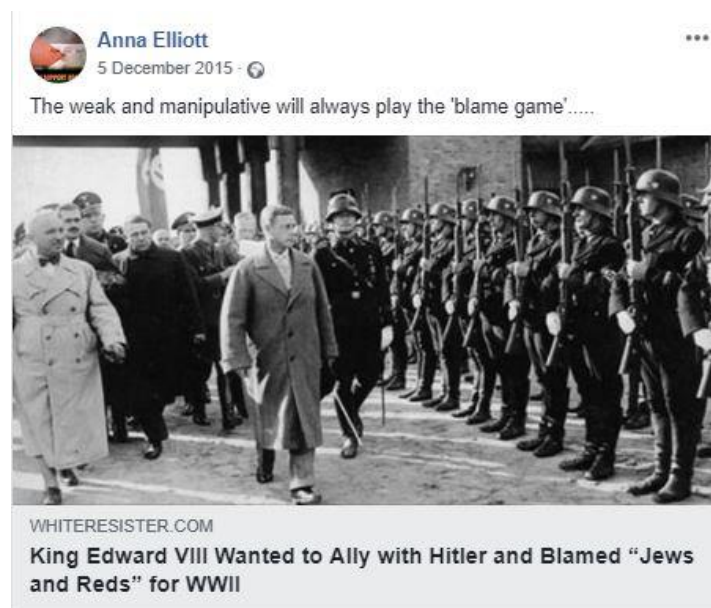 Anna Elliott
5 December 2015 ·
The weak and manipulative will always play the 'blame game'.....
WHITERESISTER.COM
King Edward VIII Wanted to Ally with Hitler and Blamed “Jews
and Reds” for WWII